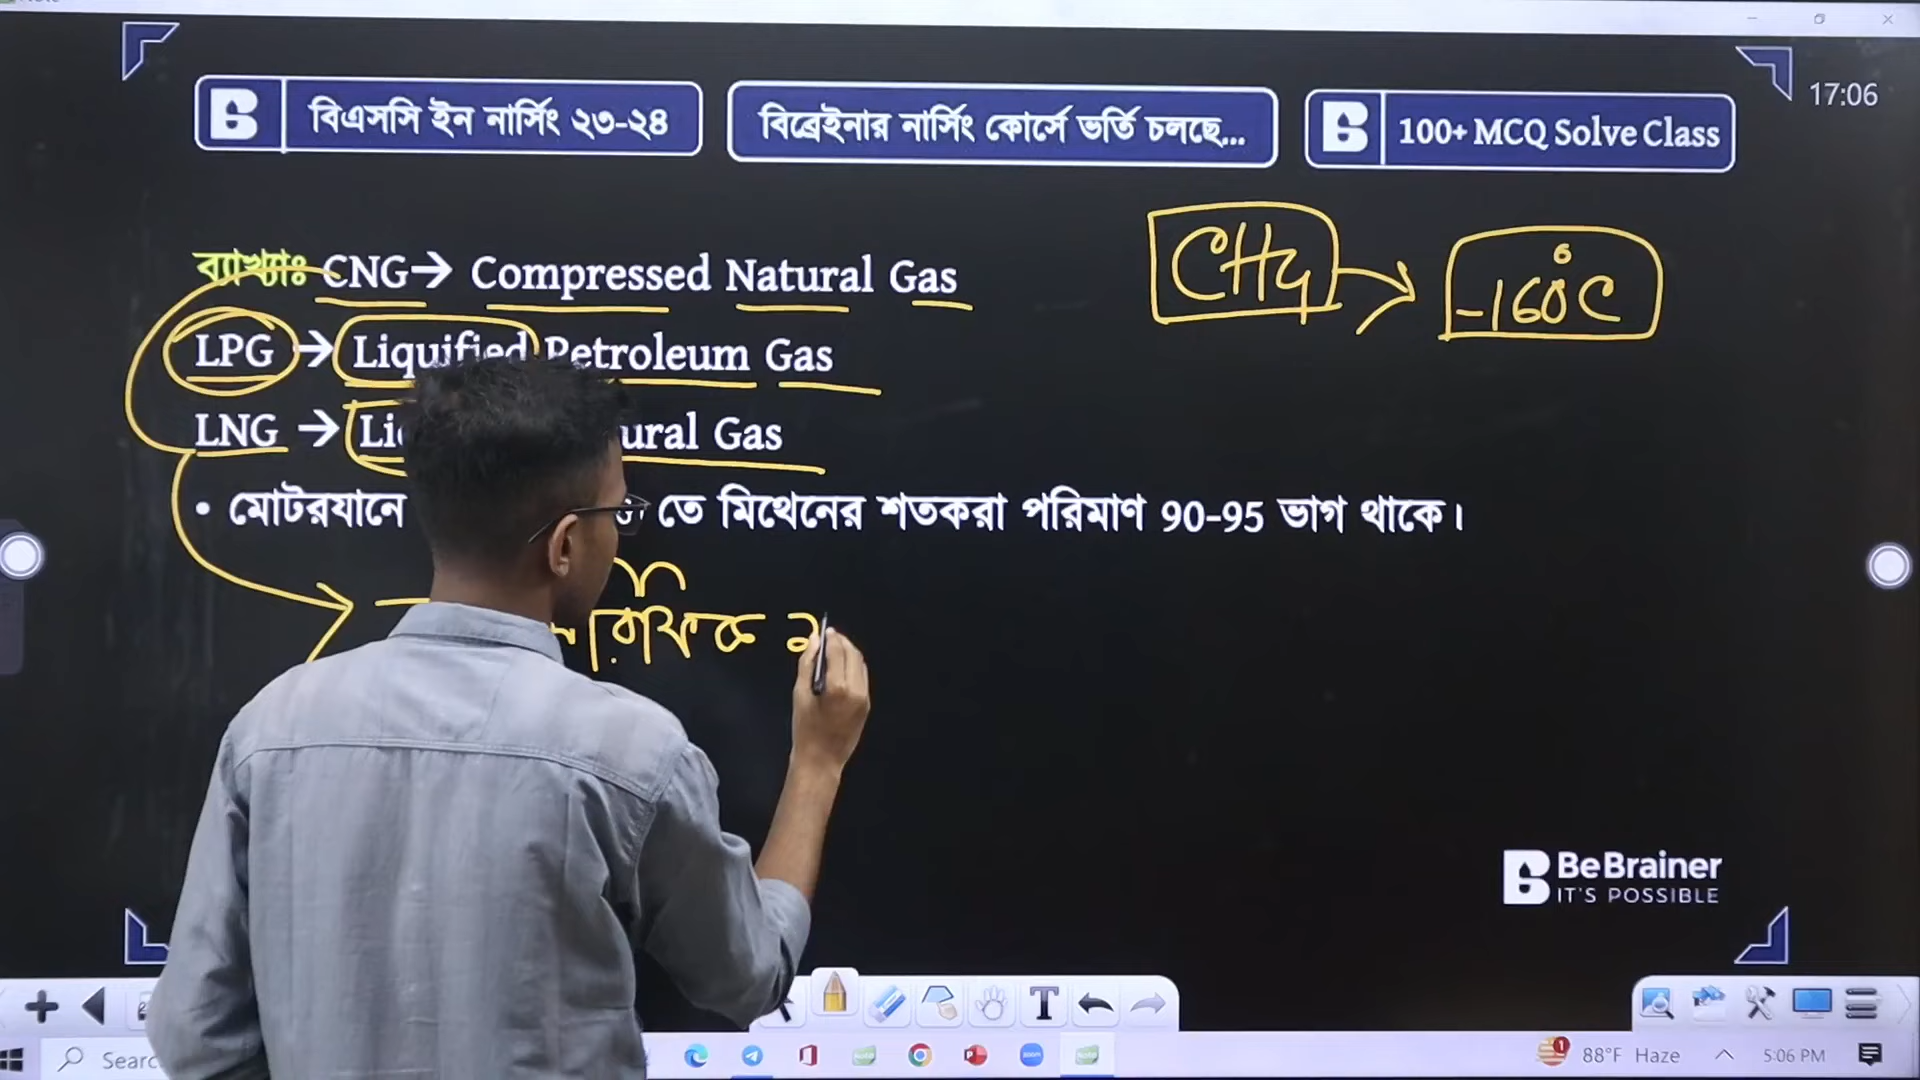 17:06
বিএসসি ইন নার্সিং ২৩-২৪
বিব্রেইনার নার্সিং কোর্সে ভর্তি চলছে...
100+ MCQ Solve Class
ব্যাখ্যাঃ CNG→ Compressed Natural Gas
CH4 → -160°C
LPG → Liquified Petroleum Gas
LNG → Gas
• মোটরযানে তে মিথেনের শতকরা পরিমাণ 90-95 ভাগ থাকে।
BeBrainer
IT'S POSSIBLE
T
Searc
88°F Haze
5:06 PM